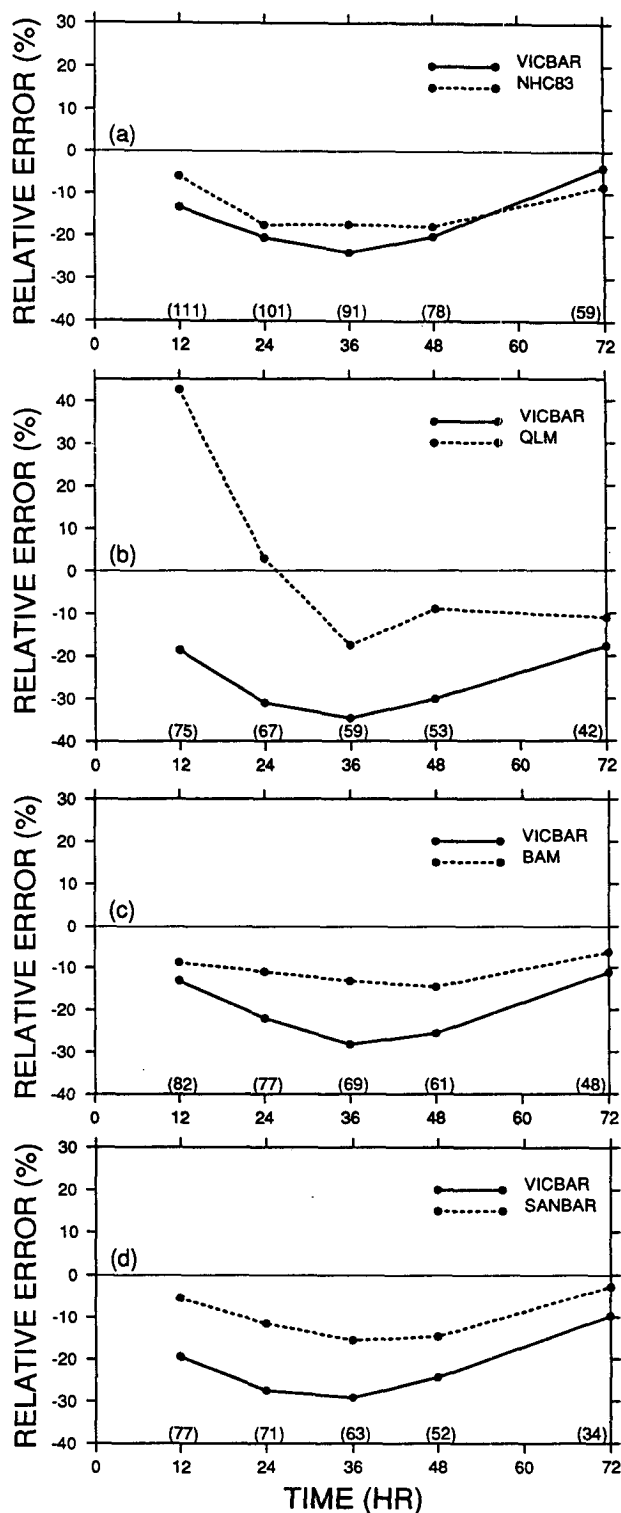 30
20
10
0
-10
-20
-30
-40
RELATIVE ERROR (%)
(a)
VICBAR
NHC83
(111) (101) (91) (78) (59)
0 12 24 36 48 60 72
40
30
20
10
0
-10
-20
-30
-40
RELATIVE ERROR (%)
(b)
VICBAR
QLM
(75) (67) (59) (53) (42)
0 12 24 36 48 60 72
30
20
10
0
-10
-20
-30
-40
RELATIVE ERROR (%)
(c)
VICBAR
BAM
(82) (77) (69) (61) (48)
0 12 24 36 48 60 72
30
20
10
0
-10
-20
-30
-40
RELATIVE ERROR (%)
(d)
VICBAR
SANBAR
(77) (71) (63) (52) (34)
0 12 24 36 48 60 72
TIME (HR)